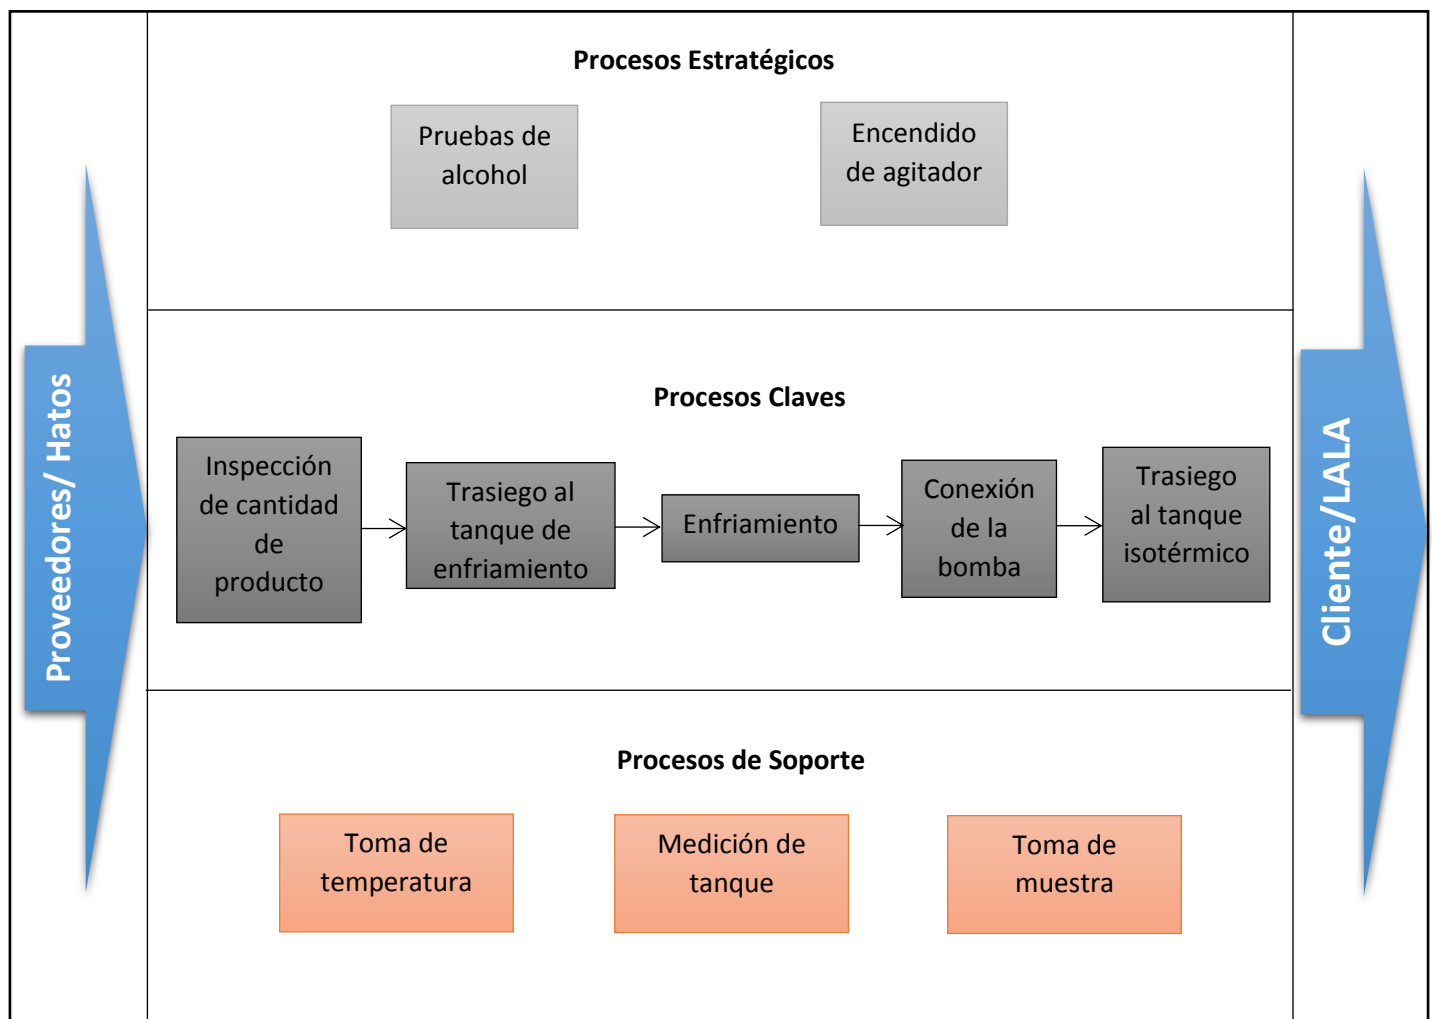 Procesos Estratégicos
Pruebas de
alcohol
Encendido
de agitador
Proveedores/ Hatos
Procesos Claves
Inspección
de cantidad
de
producto
Trasiego al
tanque de
enfriamiento
Enfriamiento
Conexión
de la
bomba
Trasiego
al tanque
isotérmico
Cliente/LALA
Procesos de Soporte
Toma de
temperatura
Medición de
tanque
Toma de
muestra